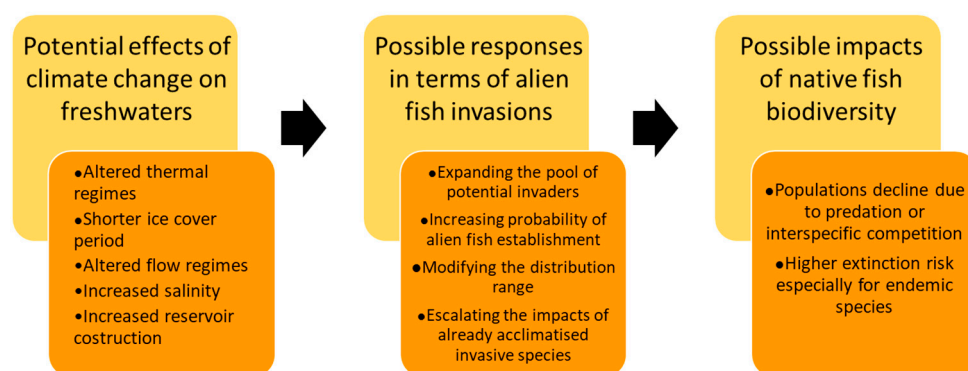 Potential effects of
climate change on
freshwaters
•Altered thermal
regimes
•Shorter ice cover
period
•Altered flow regimes
•Increased salinity
•Increased reservoir
costruction
Possible responses
in terms of alien
fish invasions
•Expanding the pool of
potential invaders
•Increasing probability of
alien fish establishment
•Modifying the distribution
range
•Escalating the impacts of
already acclimatised
invasive species
Possible impacts
of native fish
biodiversity
•Populations decline due
to predation or
interspecific competition
•Higher extinction risk
especially for endemic
species